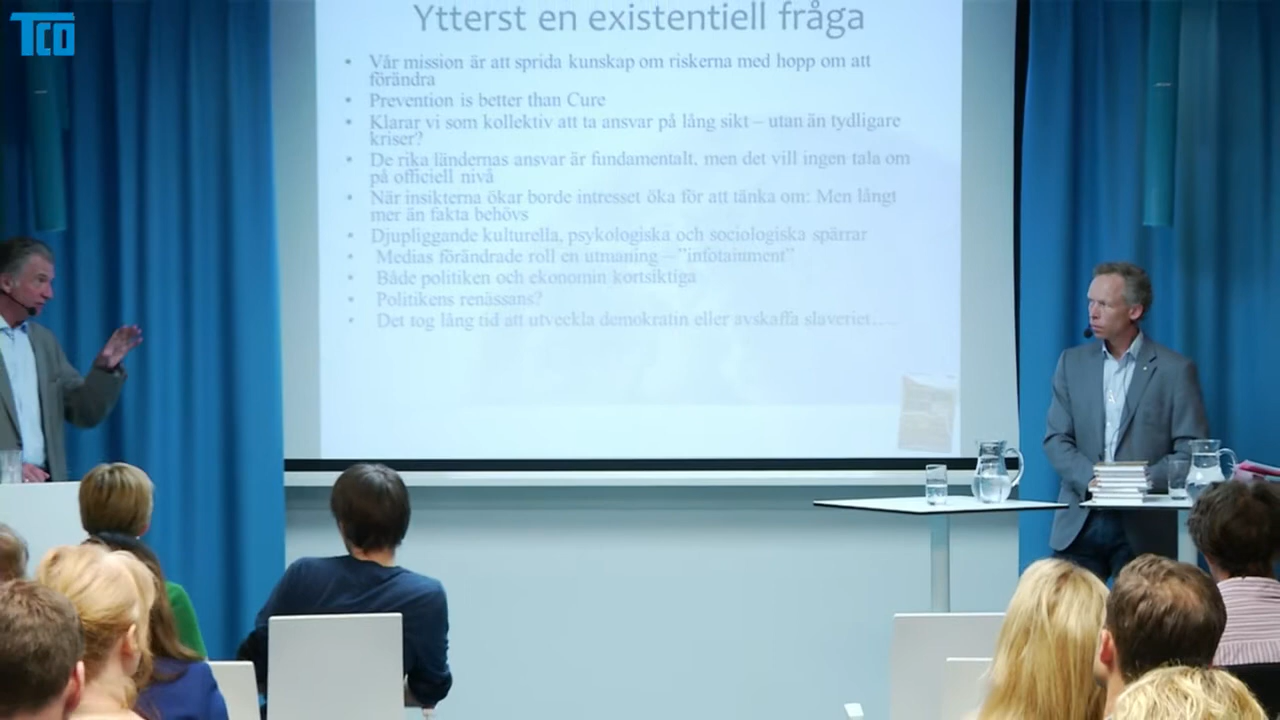 TCO
Ytterst en existentiell fråga
• Vår mission är att sprida kunskap om riskerna med hopp om att
förändra
• Prevention is better than Cure
• Klarar vi som kollektiv att ta ansvar på lång sikt – utan än tydligare
kriser?
• De rika ländernas ansvar är fundamentalt, men det vill ingen tala om
på officiell nivå
• När insikterna ökar borde intresset öka för att tänka om: Men långt
mer än fakta behövs
• Djupliggande kulturella, psykologiska och sociologiska spärrar
• Medias förändrade roll en utmaning – "infotainment"
• Både politiken och ekonomin kortsiktiga
• Politikens renässans?
• Det tog lång tid att utveckla demokratin eller avskaffa slaveriet......